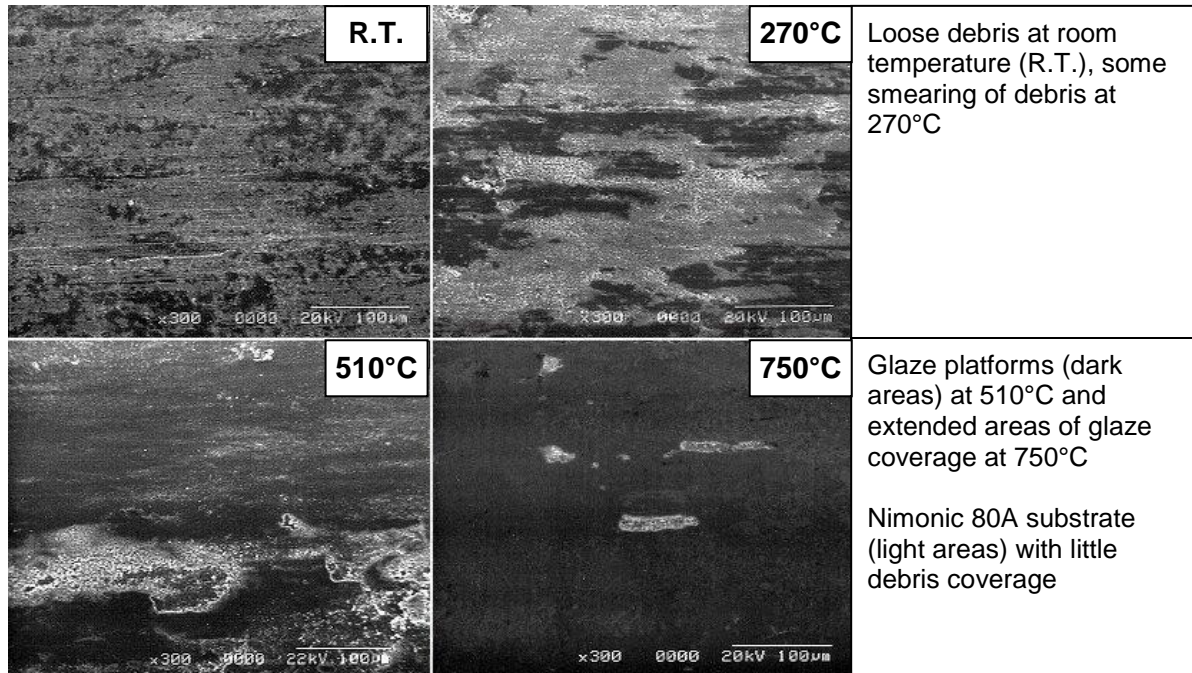 R.T.
270°C
Loose debris at room
temperature (R.T.), some
smearing of debris at
270°C
x300 0000 20kV 100µm
x300 0000 20kV 100µm
510°C
750°C
Glaze platforms (dark
areas) at 510°C and
extended areas of glaze
coverage at 750°C
Nimonic 80A substrate
(light areas) with little
debris coverage
x300 0000 22kV 100µm
x300 0000 20kV 100µm